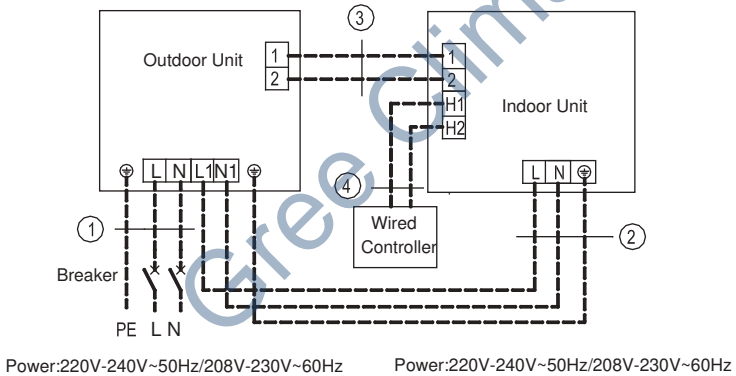 Gree Clima
3
Outdoor Unit
1
2
1
2
H1
H2
Indoor Unit
L N L1 N1
L N
4
1
2
Wired
Controller
Breaker
PE L N
Power:220V-240V~50Hz/208V-230V~60Hz
Power:220V-240V~50Hz/208V-230V~60Hz